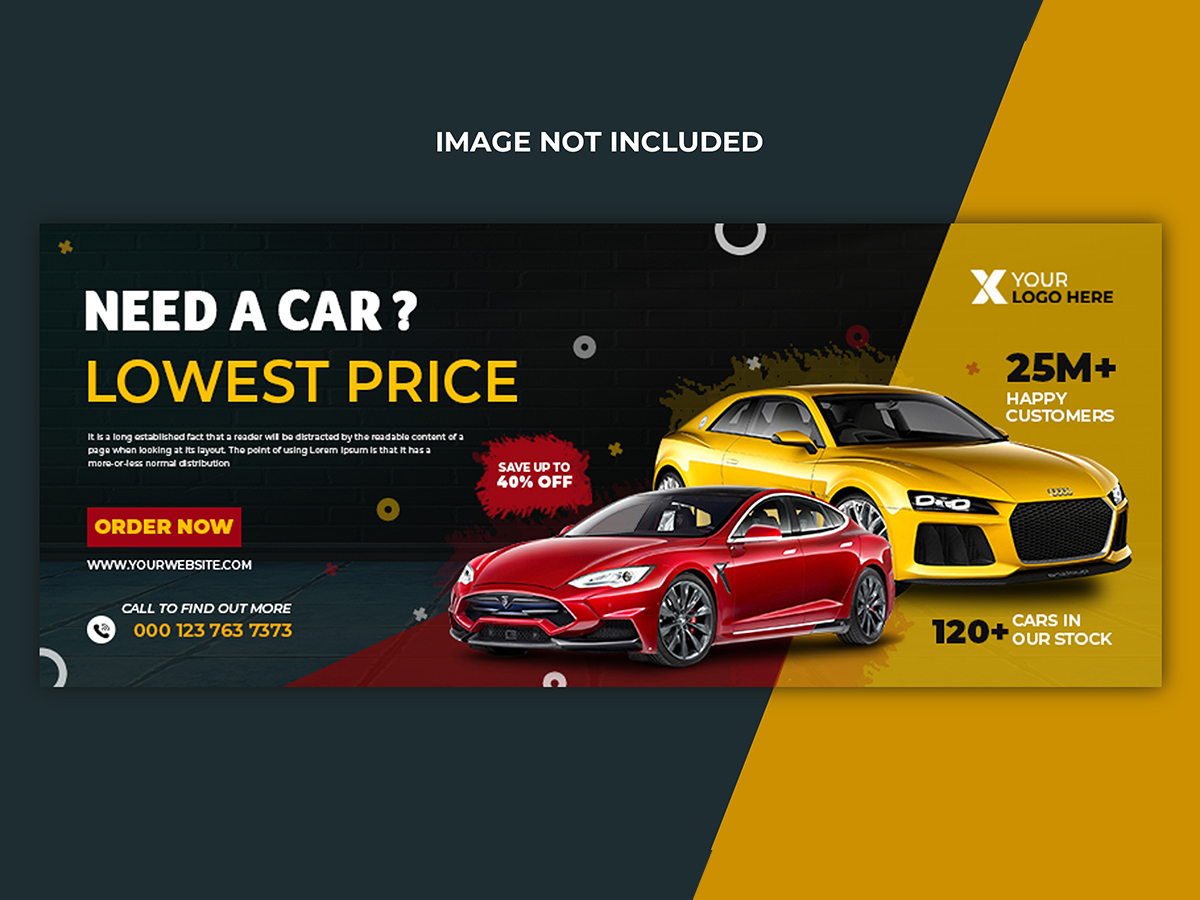 IMAGE NOT INCLUDED
NEED A CAR ?
LOWEST PRICE
It is a long established fact that a reader will be distracted by the readable content of a
page when looking at its layout. The point of using Lorem Ipsum is that it has a
more-or-less normal distribution
SAVE UP TO
40% OFF
ORDER NOW
WWW.YOURWEBSITE.COM
CALL TO FIND OUT MORE
000 123 763 7373
YOUR
LOGO HERE
25M+
HAPPY
CUSTOMERS
120+
CARS IN
OUR STOCK